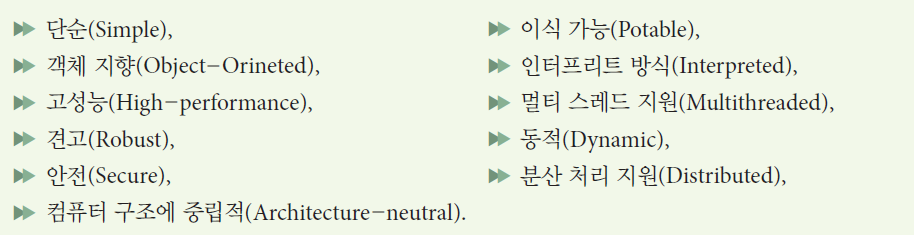 단순(Simple),
객체 지향(Object-Orineted),
고성능(High-performance),
견고(Robust),
안전(Secure),
컴퓨터 구조에 중립적(Architecture-neutral).
이식 가능(Potable),
인터프리트 방식(Interpreted),
멀티 스레드 지원(Multithreaded),
동적(Dynamic),
분산 처리 지원(Distributed),